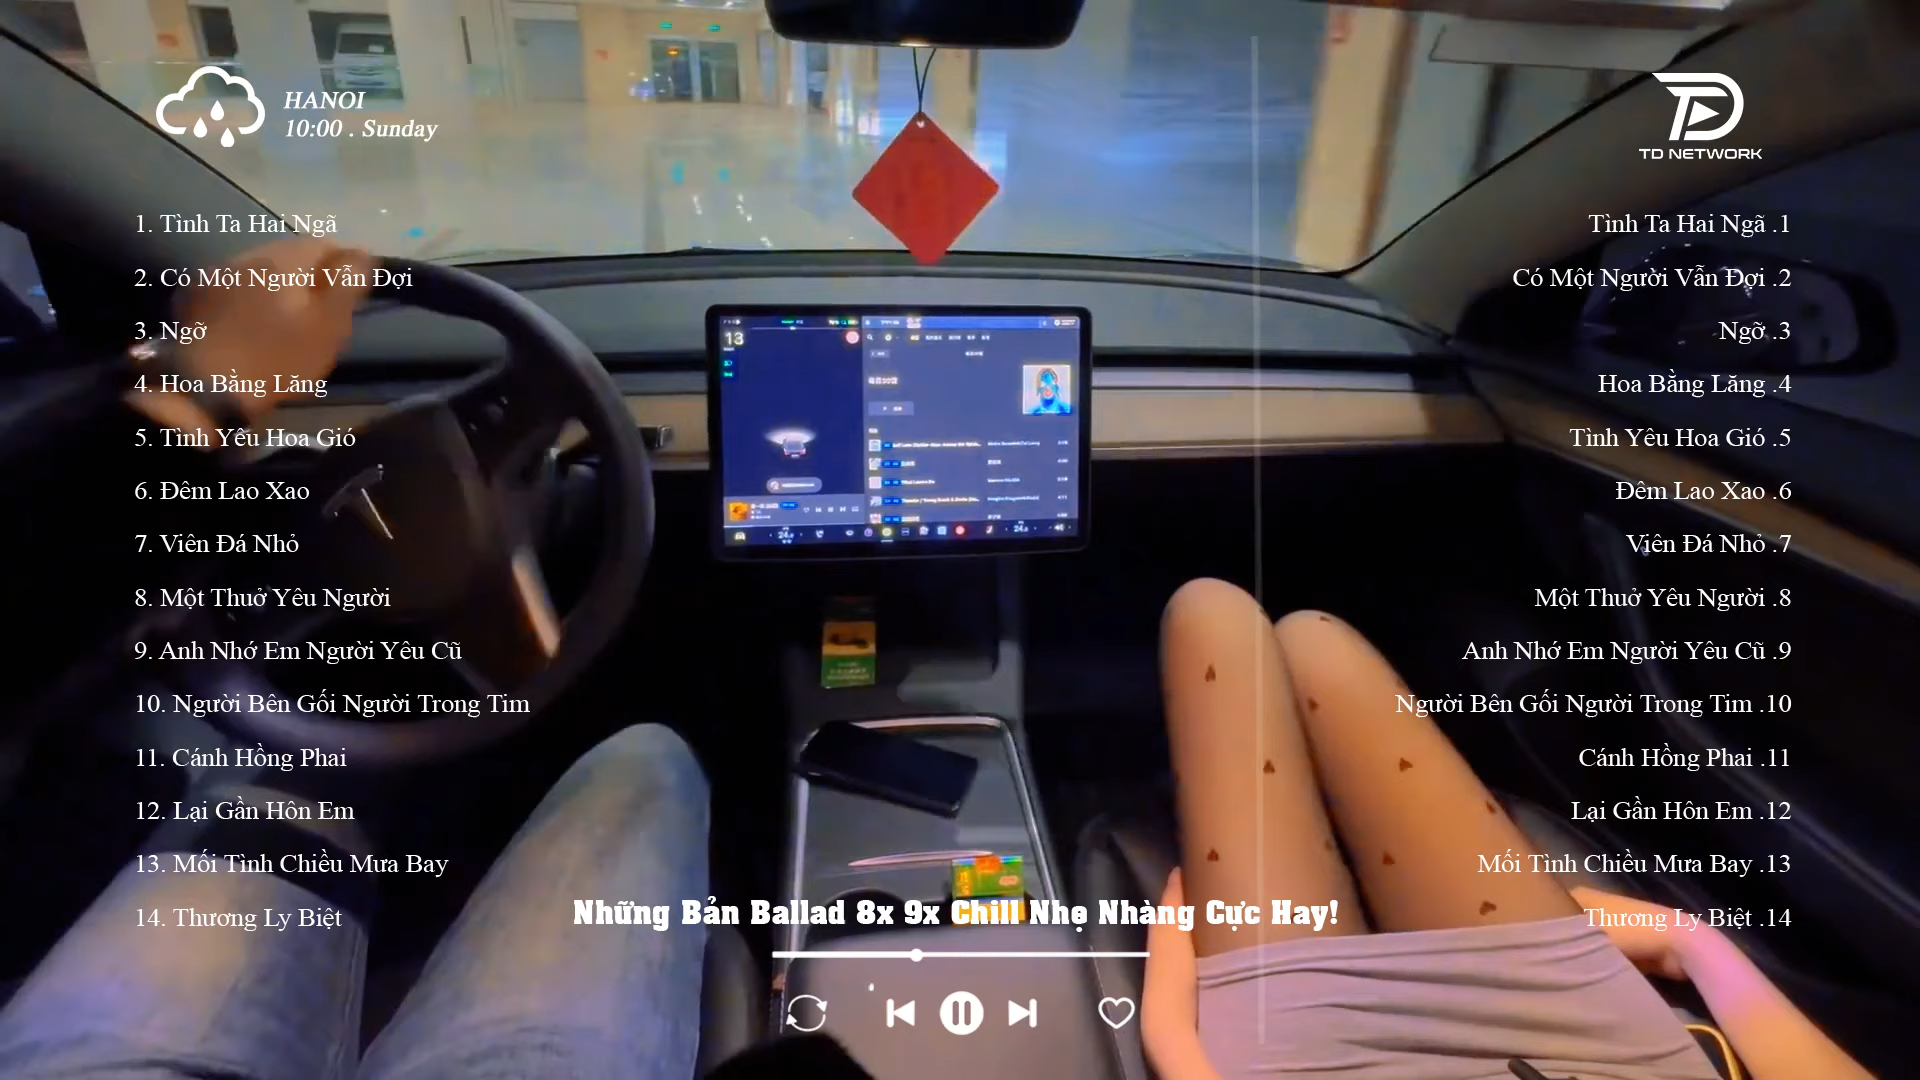 HANOI
10:00 . Sunday
TD NETWORK
1. Tình Ta Hai Ngã
2. Có Một Người Vẫn Đợi
3. Ngỡ
4. Hoa Bằng Lăng
5. Tình Yêu Hoa Gió
6. Đêm Lao Xao
7. Viên Đá Nhỏ
8. Một Thuở Yêu Người
9. Anh Nhớ Em Người Yêu Cũ
10. Người Bên Gối Người Trong Tim
11. Cánh Hồng Phai
12. Lại Gần Hôn Em
13. Mối Tình Chiều Mưa Bay
14. Thương Ly Biệt
Tình Ta Hai Ngã .1
Có Một Người Vẫn Đợi .2
Ngỡ .3
Hoa Bằng Lăng .4
Tình Yêu Hoa Gió .5
Đêm Lao Xao .6
Viên Đá Nhỏ .7
Một Thuở Yêu Người .8
Anh Nhớ Em Người Yêu Cũ .9
Người Bên Gối Người Trong Tim .10
Cánh Hồng Phai .11
Lại Gần Hôn Em .12
Mối Tình Chiều Mưa Bay .13
Thương Ly Biệt .14
13
Những Bản Ballad 8x 9x Chill Nhẹ Nhàng Cực Hay!